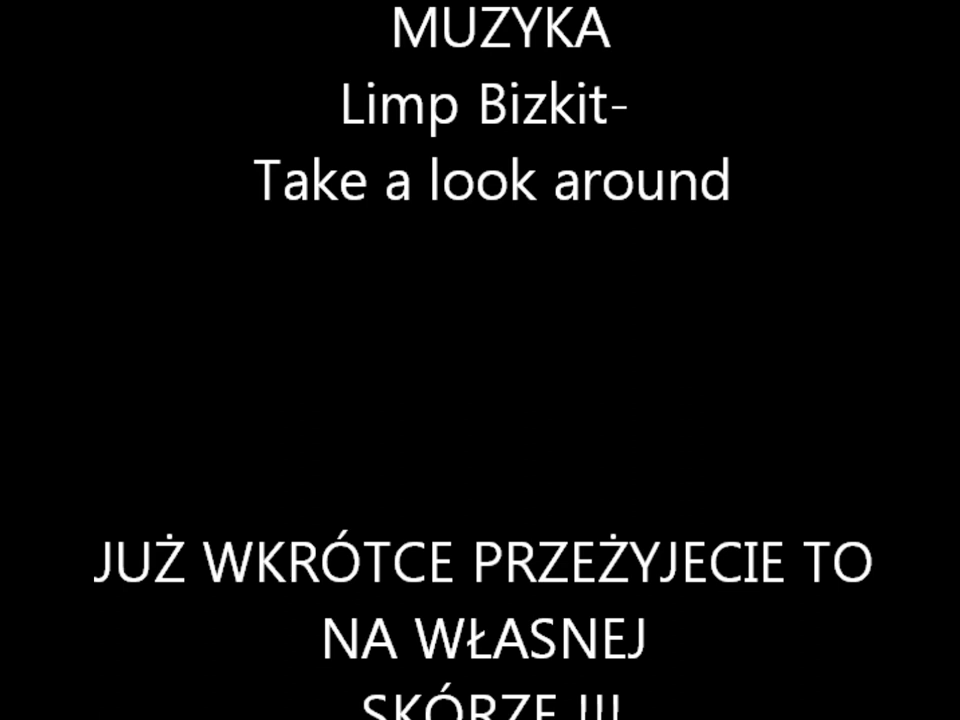 MUZYKA
Limp Bizkit-
Take a look around
JUŻ WKRÓTCE PRZEŻYJECIE TO
NA WŁASNEJ
SKÓRZE !!!